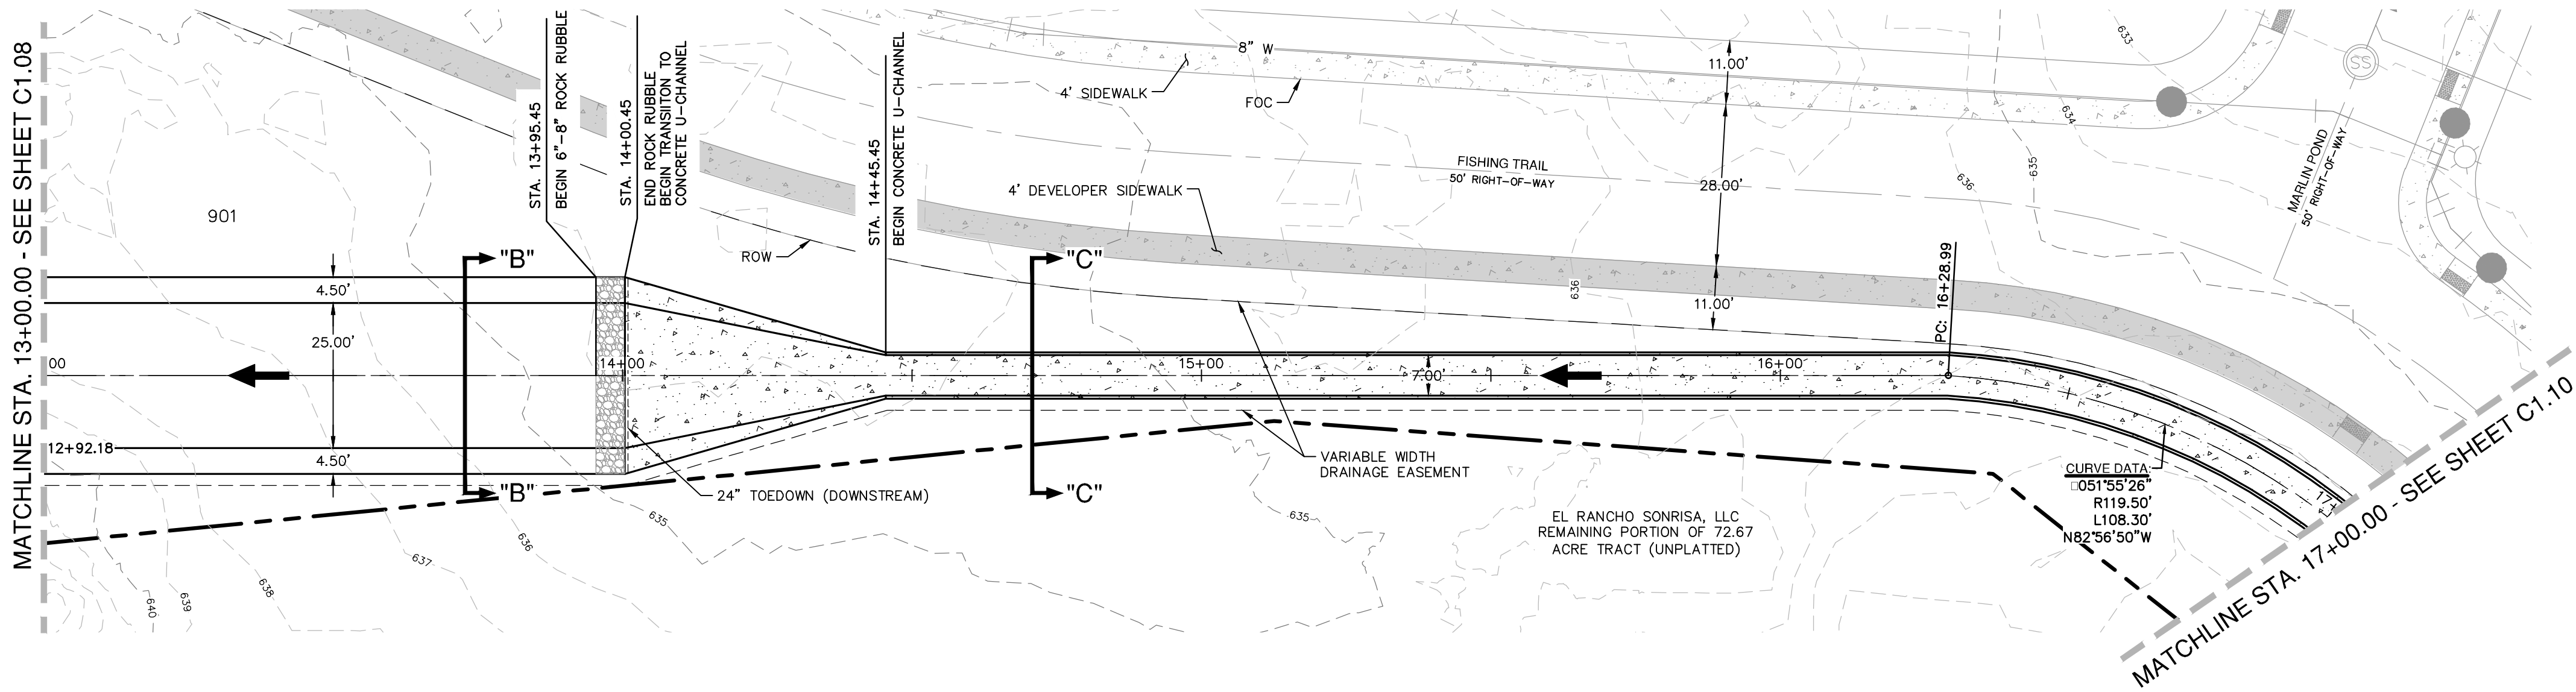 MATCHLINE STA. 13+00.00 - SEE SHEET C1.08
901
STA. 13+95.45
BEGIN 6"-8" ROCK RUBBLE
STA. 14+00.45
END ROCK RUBBLE
BEGIN TRANSIITON TO
CONCRETE U-CHANNEL
STA. 14+45.45
BEGIN CONCRETE U-CHANNEL
8" W
4' SIDEWALK
FOC
11.00'
28.00'
11.00'
FISHING TRAIL
50' RIGHT-OF-WAY
4' DEVELOPER SIDEWALK
ROW
SS
MARLIN POND
50' RIGHT-OF-WAY
633
634
635
636
636
PC: 16+28.99
"B"
"C"
4.50'
25.00'
4.50'
00
12+92.18
14+00
15+00
16+00
17+
7.00'
"B"
"C"
24" TOEDOWN (DOWNSTREAM)
VARIABLE WIDTH
DRAINAGE EASEMENT
EL RANCHO SONRISA, LLC
REMAINING PORTION OF 72.67
ACRE TRACT (UNPLATTED)
CURVE DATA:
□051°55'26"
R119.50'
L108.30'
N82°56'50"W
635
635
636
637
638
639
640
MATCHLINE STA. 17+00.00 - SEE SHEET C1.10